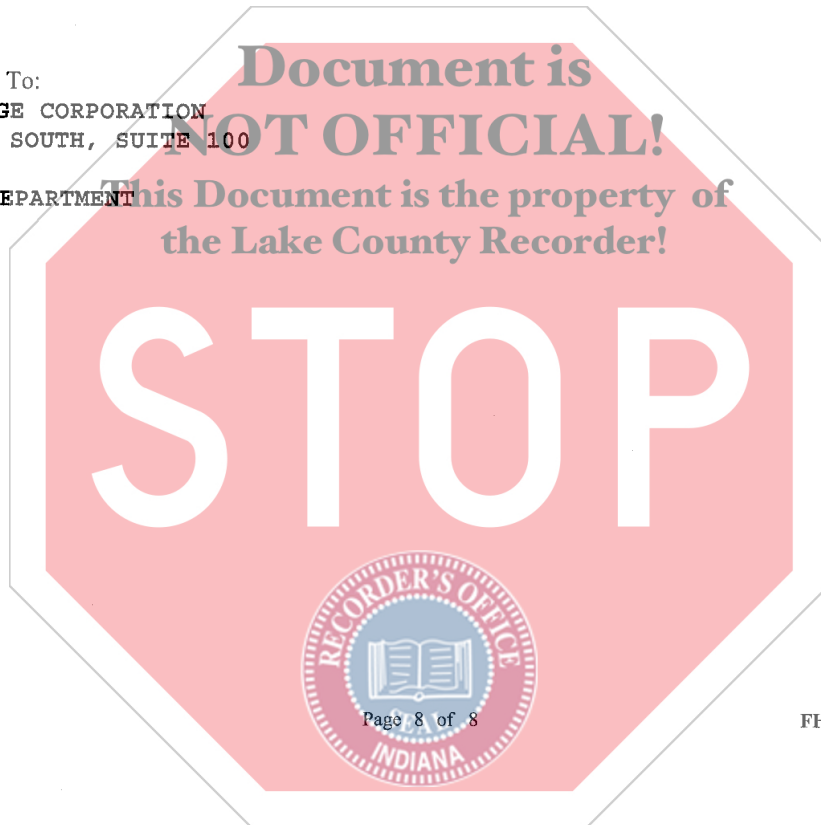 Document is
To:
GE CORPORATION
NOT OFFICIAL!
SOUTH, SUITE 100
EPARTMENT
This Document is the property of
the Lake County Recorder!
STOP
RECORDER'S OFFICE
SEAL
Page 8 of 8
INDIANA
FH